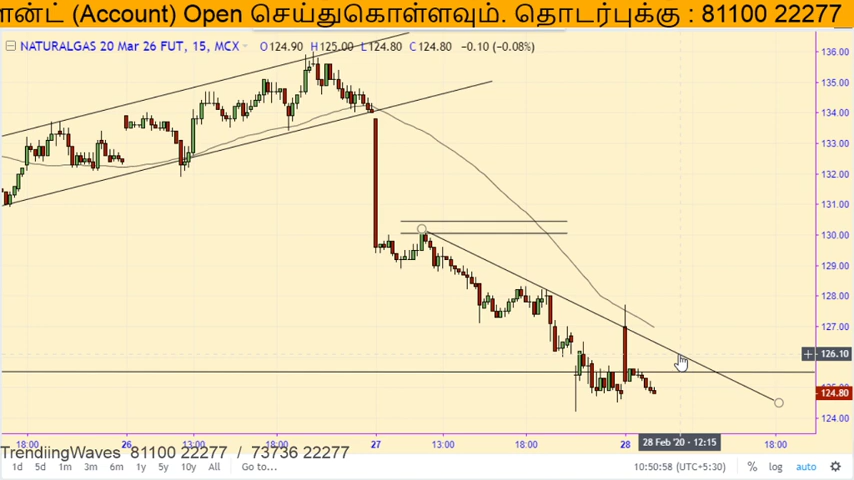 (Account) Open செய்துகொள்ளவும். தொடர்புக்கு : 81100 22277
NATURALGAS 20 Mar 26 FUT, 15, MCX O124.90 H125.00 L124.80 C124.80 −0.10 (−0.08%)
136.00
135.00
134.00
133.00
132.00
131.00
130.00
129.00
128.00
127.00
126.10
124.80
124.00
18:00 26 13:00 18:00 27 13:00 18:00 28 28 Feb '20 - 12:15 18:00
TrendiingWaves 81100 22277 / 73736 22277
1d 5d 1m 3m 6m 1y 5y 10y All Go to... 10:50:58 (UTC+5:30) % log auto